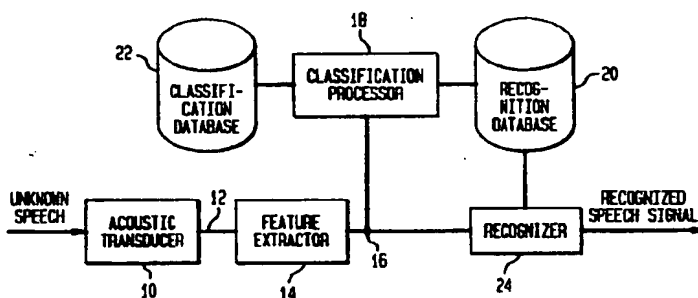 18
22
20
CLASSIFI-
CATION
DATABASE
CLASSIFICATION
PROCESSOR
RECOG-
NITION
DATABASE
UNKNOWN
SPEECH
12
RECOGNIZED
SPEECH SIGNAL
ACOUSTIC
TRANSDUCER
FEATURE
EXTRACTOR
RECOGNIZER
16
10
14
24